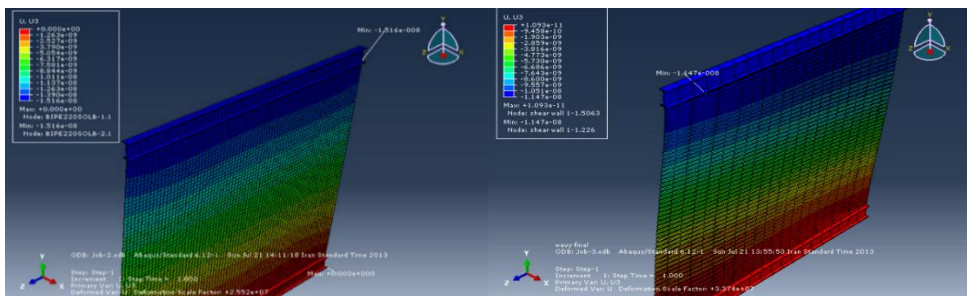 U, U3
+0.000e+00
-1.263e-09
-2.527e-09
-3.790e-09
-5.054e-09
-6.317e-09
-7.581e-09
-8.844e-09
-1.011e-08
-1.137e-08
-1.263e-08
-1.390e-08
-1.516e-08
Max: +0.000e+00
Node: BIPE220SOLB-1.1
Min: -1.516e-08
Node: BIPE220SOLB-2.1
Min: -1.516e-008
Y
Z
X
Max: +0.000e+000
ODB: Job-2.odb Abaqus/Standard 6.12-1 Sun Jul 21 14:11:18 Iran Standard Time 2013
Y
Z
X
Step: Step-1
Increment 1: Step Time = 1.000
Primary Var: U, U3
Deformed Var: U Deformation Scale Factor: +2.552e+07
U, U3
+1.093e-11
-9.458e-10
-1.903e-09
-2.859e-09
-3.816e-09
-4.773e-09
-5.730e-09
-6.686e-09
-7.643e-09
-8.600e-09
-9.557e-09
-1.051e-08
-1.147e-08
Max: +1.093e-11
Node: shear wall 1-1.5063
Min: -1.147e-08
Node: shear wall 1-1.226
Min: -1.147e-008
Y
Z
X
wavy final
ODB: Job-3.odb Abaqus/Standard 6.12-1 Sun Jul 21 13:55:50 Iran Standard Time 2013
Y
Z
X
Step: Step-1
Increment 1: Step Time = 1.000
Primary Var: U, U3
Deformed Var: U Deformation Scale Factor: +3.374e+07